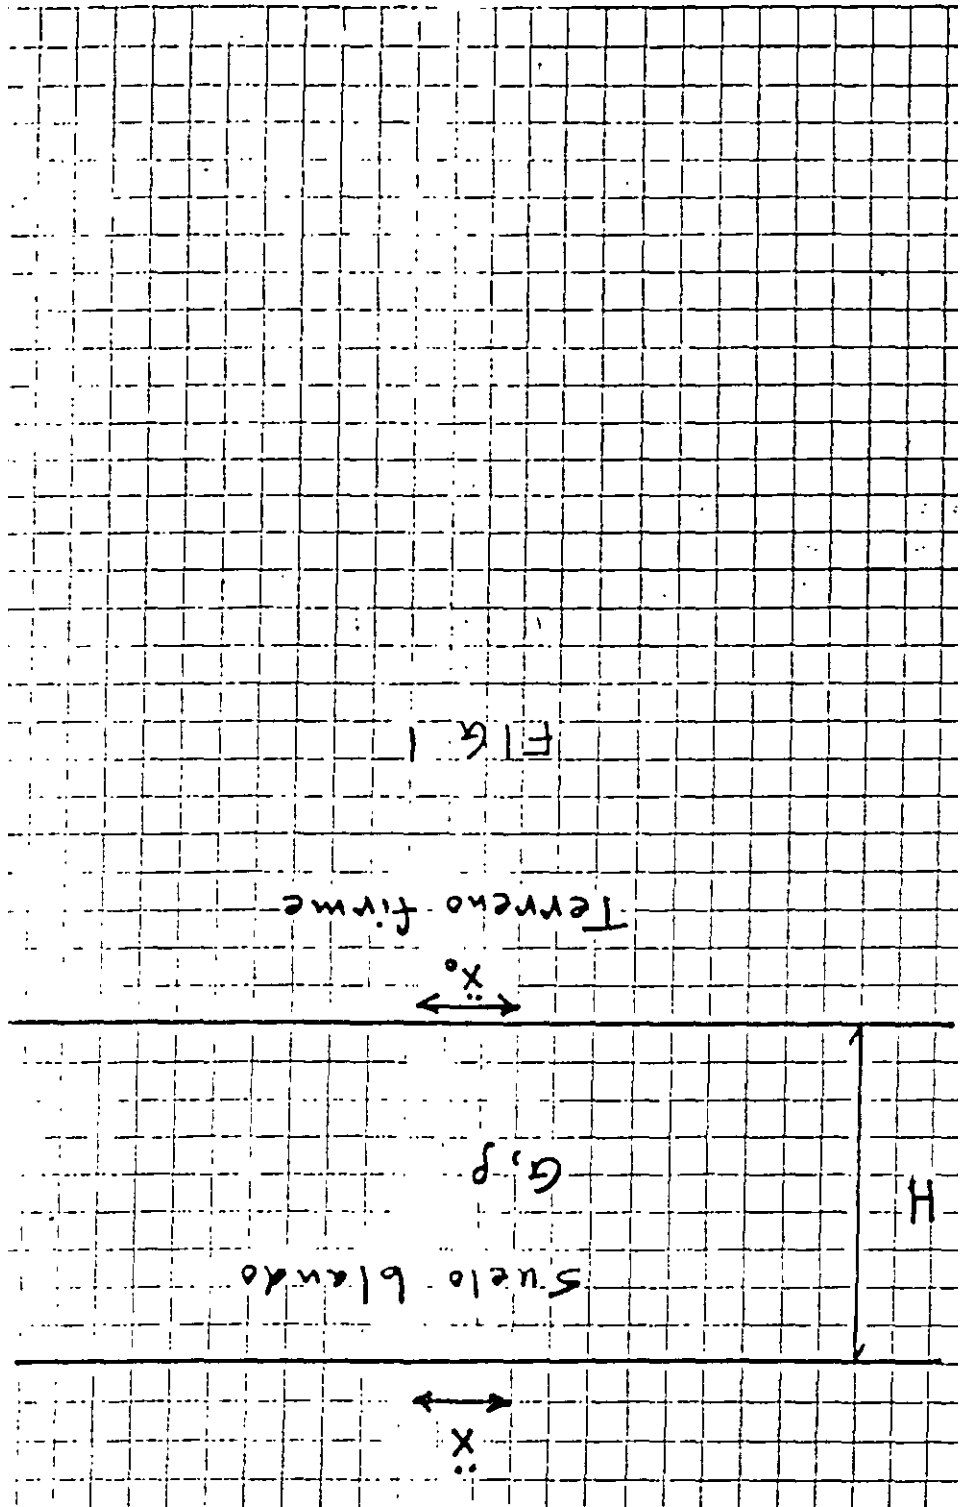 Ẍ
Suelo blando
G, ρ
H
Ẍ₀
Terreno firme
FIG 1